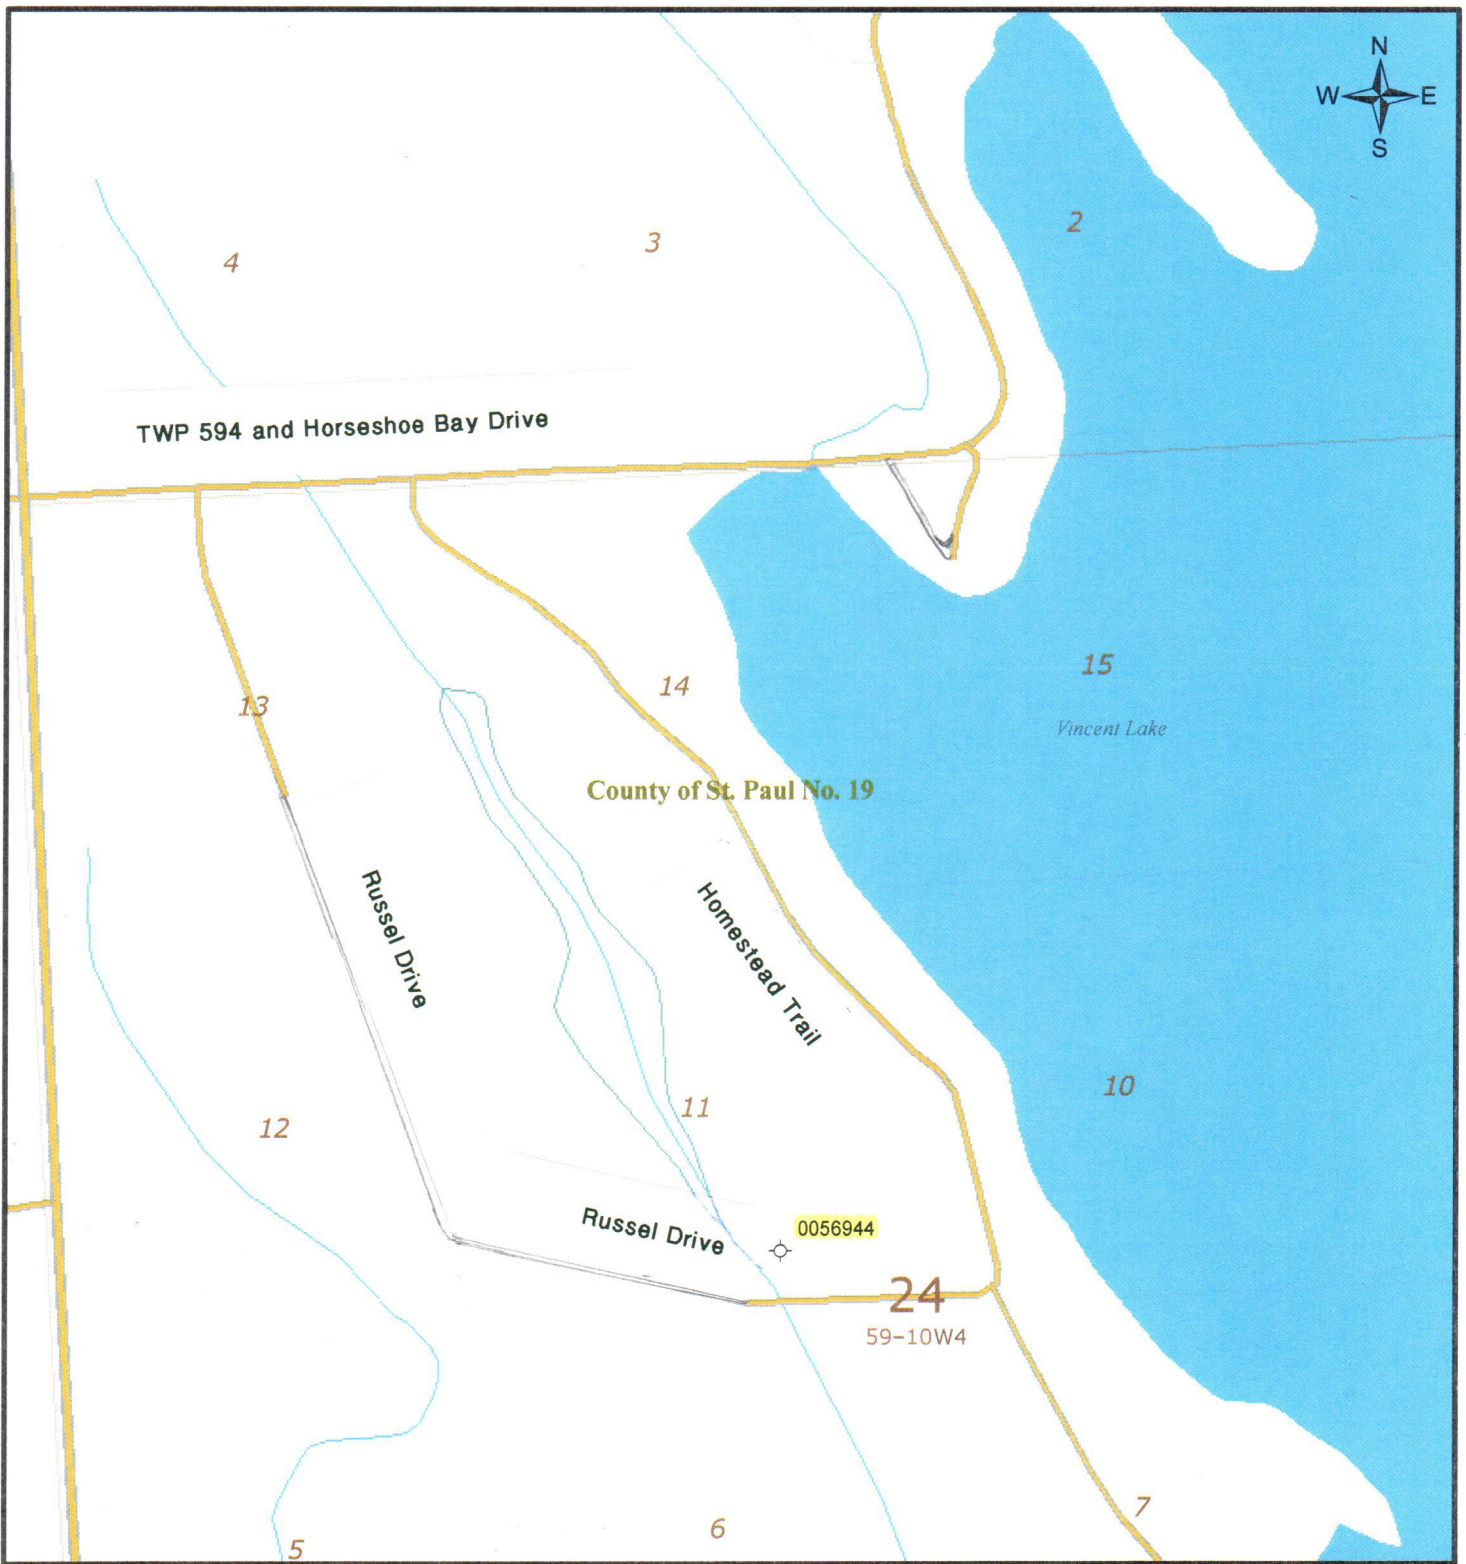 N
W E
S
2
3
4
TWP 594 and Horseshoe Bay Drive
15
14
13
Vincent Lake
County of St. Paul No. 19
Russel Drive
Homestead Trail
10
11
12
Russel Drive
0056944
24
59-10W4
7
6
5